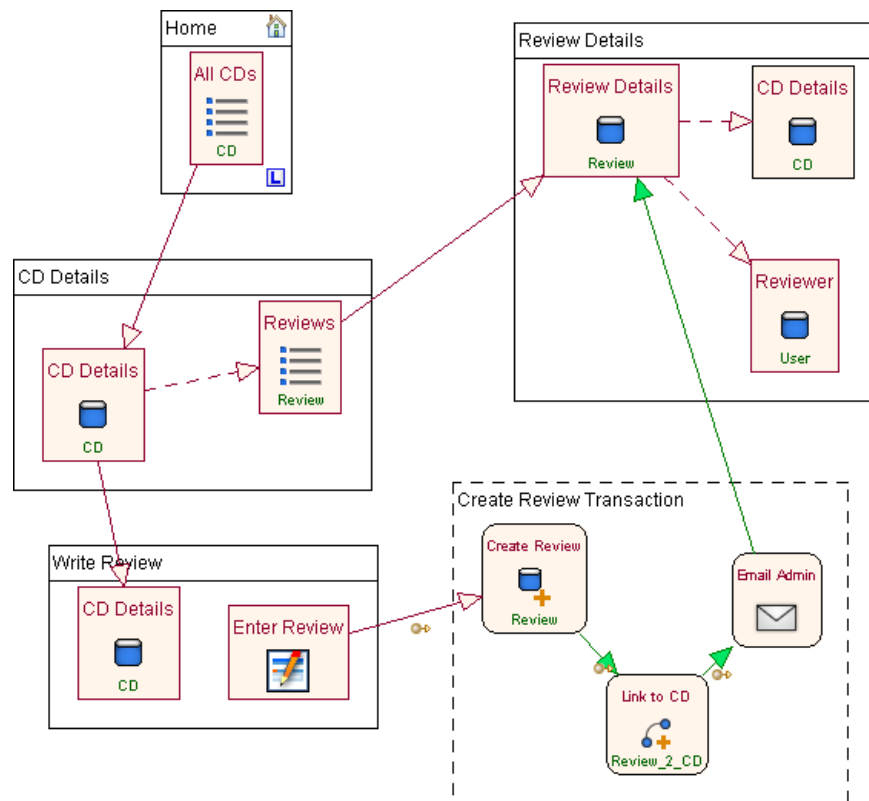 Home
All CDs
CD
L
Review Details
Review Details
Review
CD Details
CD
Reviewer
User
CD Details
CD Details
CD
Reviews
Review
Write Review
CD Details
CD
Enter Review
Create Review Transaction
Create Review
Review
Link to CD
Review_2_CD
Email Admin